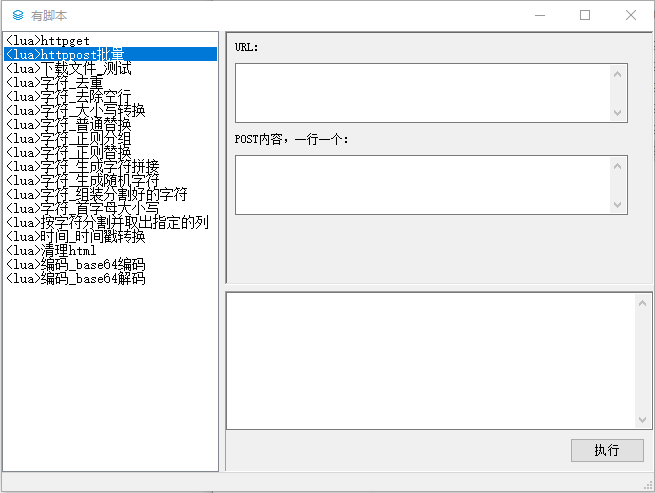 有脚本
<lua>httpget
<lua>httppost批量
<lua>下载文件_测试
<lua>字符_去重
<lua>字符_去除空行
<lua>字符_大小写转换
<lua>字符_普通替换
<lua>字符_正则分组
<lua>字符_正则替换
<lua>字符_生成字符拼接
<lua>字符_生成随机字符
<lua>字符_组装分割好的字符
<lua>字符_首字母大小写
<lua>按字符分割并取出指定的列
<lua>时间_时间戳转换
<lua>清理html
<lua>编码_base64编码
<lua>编码_base64解码
URL:
POST内容，一行一个:
执行